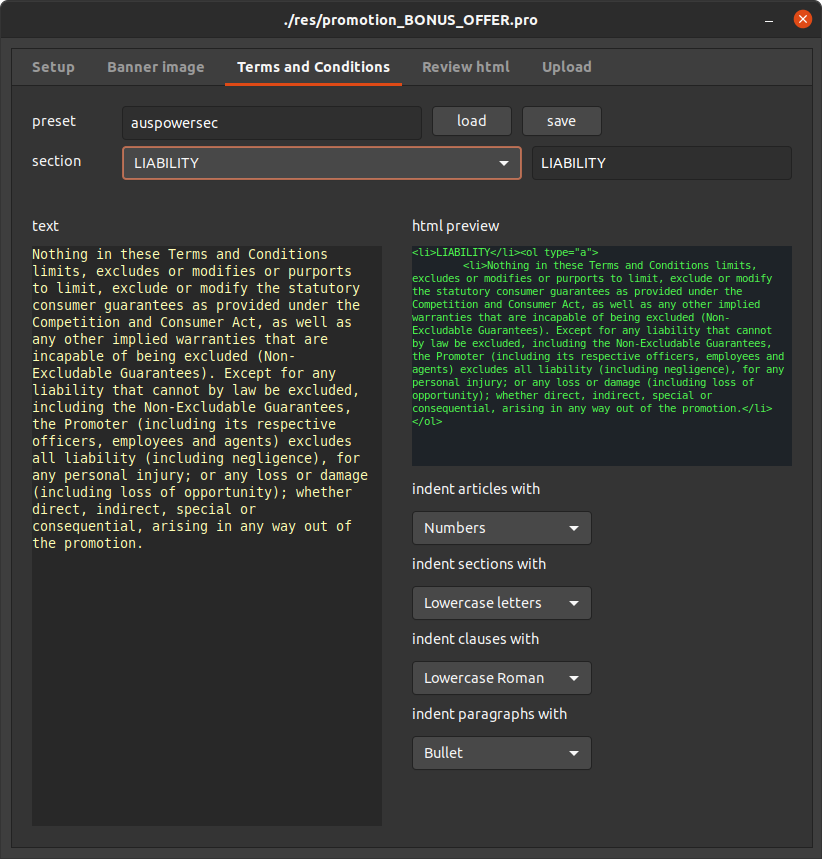 ./res/promotion_BONUS_OFFER.pro
Setup Banner image Terms and Conditions Review html Upload
preset auspowersec load save
section LIABILITY LIABILITY
text
Nothing in these Terms and Conditions
limits, excludes or modifies or purports
to limit, exclude or modify the statutory
consumer guarantees as provided under the
Competition and Consumer Act, as well as
any other implied warranties that are
incapable of being excluded (Non-
Excludable Guarantees). Except for any
liability that cannot by law be excluded,
including the Non-Excludable Guarantees,
the Promoter (including its respective
officers, employees and agents) excludes
all liability (including negligence), for
any personal injury; or any loss or damage
(including loss of opportunity); whether
direct, indirect, special or
consequential, arising in any way out of
the promotion.
html preview
<li>LIABILITY</li><ol type="a">
<li>Nothing in these Terms and Conditions limits,
excludes or modifies or purports to limit, exclude or modify
the statutory consumer guarantees as provided under the
Competition and Consumer Act, as well as any other implied
warranties that are incapable of being excluded (Non-
Excludable Guarantees). Except for any liability that cannot
by law be excluded, including the Non-Excludable Guarantees,
the Promoter (including its respective officers, employees and
agents) excludes all liability (including negligence), for any
personal injury; or any loss or damage (including loss of
opportunity); whether direct, indirect, special or
consequential, arising in any way out of the promotion.</li>
</ol>
indent articles with
Numbers
indent sections with
Lowercase letters
indent clauses with
Lowercase Roman
indent paragraphs with
Bullet